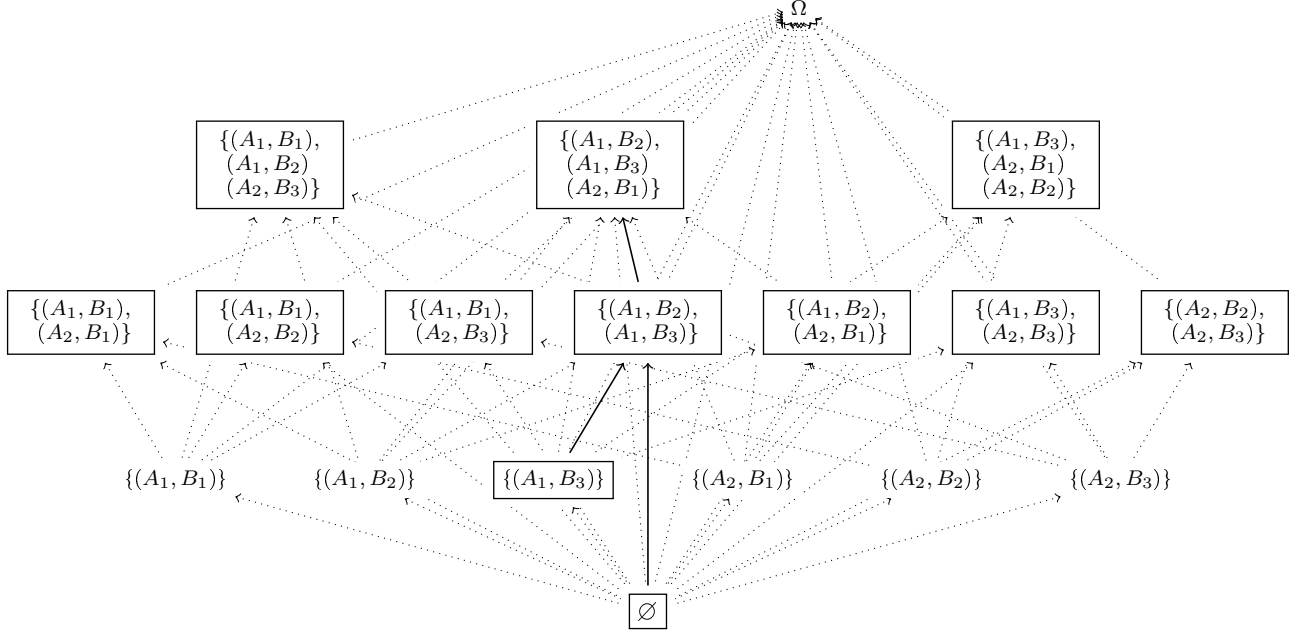 Ω
{(A₁, B₁),
(A₁, B₂)
(A₂, B₃)}
{(A₁, B₂),
(A₁, B₃)
(A₂, B₁)}
{(A₁, B₃),
(A₂, B₁)
(A₂, B₂)}
{(A₁, B₁),
(A₂, B₁)}
{(A₁, B₁),
(A₂, B₂)}
{(A₁, B₁),
(A₂, B₃)}
{(A₁, B₂),
(A₁, B₃)}
{(A₁, B₂),
(A₂, B₁)}
{(A₁, B₃),
(A₂, B₃)}
{(A₂, B₂),
(A₂, B₃)}
{(A₁, B₁)}
{(A₁, B₂)}
{(A₁, B₃)}
{(A₂, B₁)}
{(A₂, B₂)}
{(A₂, B₃)}
∅